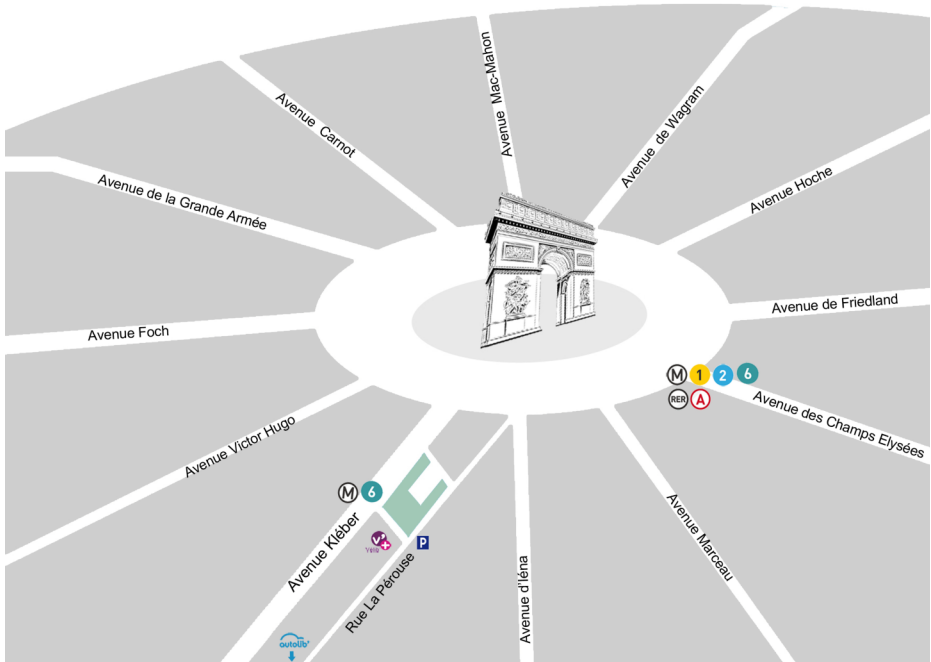 Avenue Mac-Mahon
Avenue Carnot
Avenue de Wagram
Avenue Hoche
Avenue de la Grande Armée
Avenue de Friedland
Avenue Foch
M 1 2 6
RER A
Avenue des Champs Elysées
Avenue Victor Hugo
M 6
Avenue Kléber
Vélib
P
Rue La Pérouse
Avenue d'Iéna
Avenue Marceau
autolib'